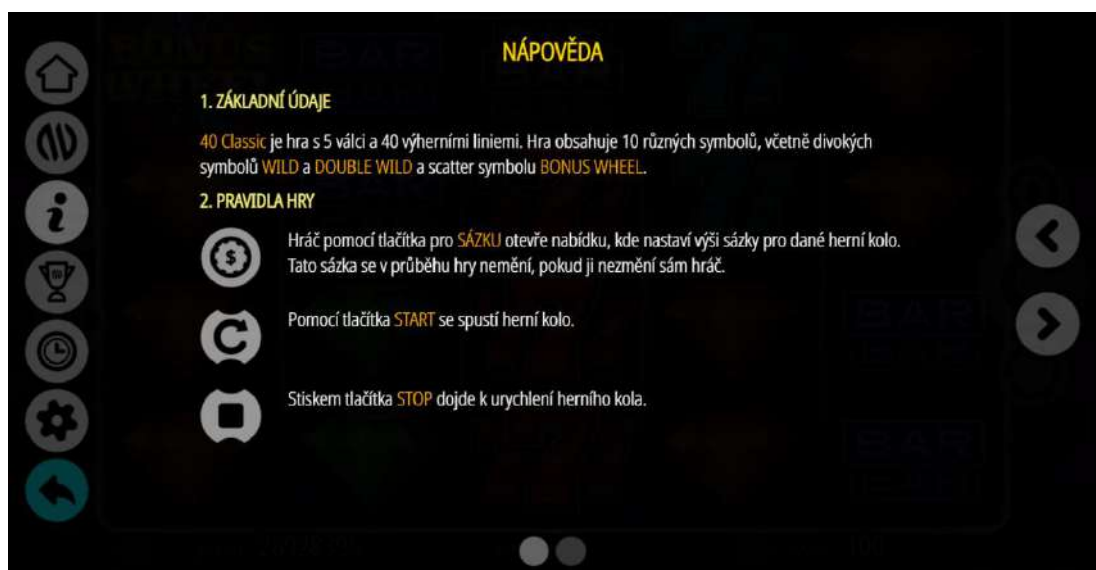 NÁPOVĚDA
1. ZÁKLADNÍ ÚDAJE
40 Classic je hra s 5 válci a 40 výherními liniemi. Hra obsahuje 10 různých symbolů, včetně divokých
symbolů WILD a DOUBLE WILD a scatter symbolu BONUS WHEEL.
2. PRAVIDLA HRY
Hráč pomocí tlačítka pro SÁZKU otevře nabídku, kde nastaví výši sázky pro dané herní kolo.
Tato sázka se v průběhu hry nemění, pokud ji nezmění sám hráč.
Pomocí tlačítka START se spustí herní kolo.
Stiskem tlačítka STOP dojde k urychlení herního kola.